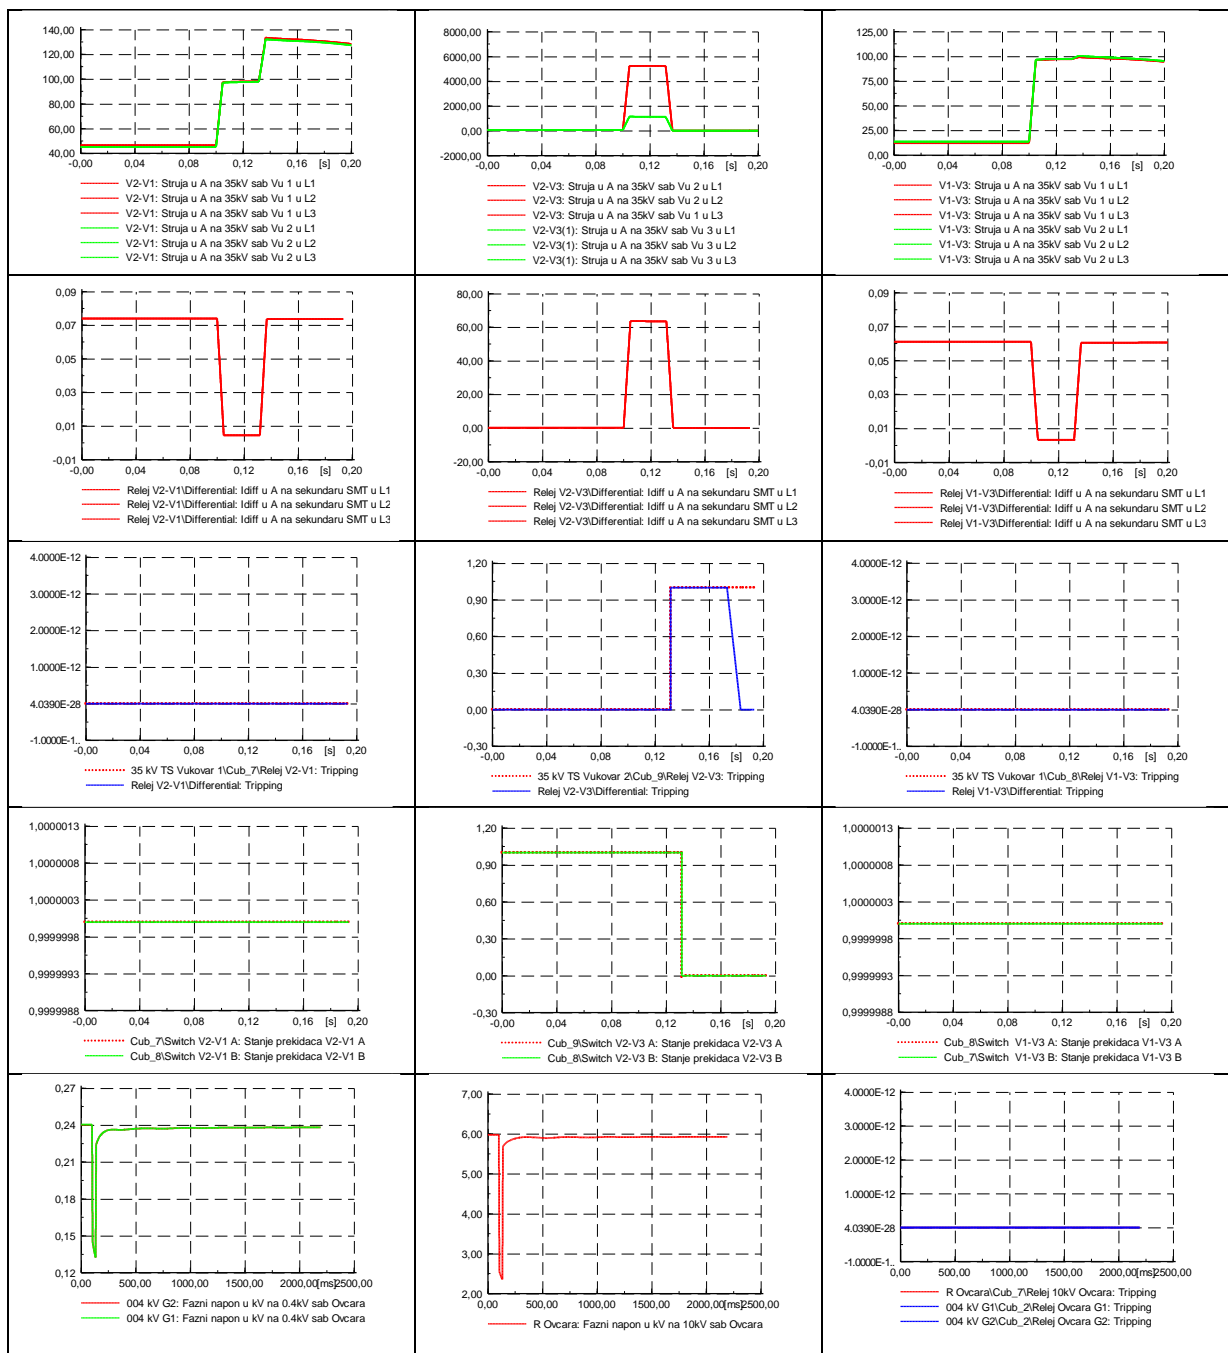 140,00
120,00
100,00
80,00
60,00
40,00
-0,00 0,04 0,08 0,12 0,16 [s] 0,20
V2-V1: Struja u A na 35kV sab Vu 1 u L1
V2-V1: Struja u A na 35kV sab Vu 1 u L2
V2-V1: Struja u A na 35kV sab Vu 1 u L3
V2-V1: Struja u A na 35kV sab Vu 2 u L1
V2-V1: Struja u A na 35kV sab Vu 2 u L2
V2-V1: Struja u A na 35kV sab Vu 2 u L3
8000,00
6000,00
4000,00
2000,00
0,00
-2000,00
-0,00 0,04 0,08 0,12 0,16 [s] 0,20
V2-V3: Struja u A na 35kV sab Vu 2 u L1
V2-V3: Struja u A na 35kV sab Vu 2 u L2
V2-V3: Struja u A na 35kV sab Vu 2 u L3
V2-V3(1): Struja u A na 35kV sab Vu 3 u L1
V2-V3(1): Struja u A na 35kV sab Vu 3 u L2
V2-V3(1): Struja u A na 35kV sab Vu 3 u L3
125,00
100,00
75,00
50,00
25,00
0,00
-0,00 0,04 0,08 0,12 0,16 [s] 0,20
V1-V3: Struja u A na 35kV sab Vu 1 u L1
V1-V3: Struja u A na 35kV sab Vu 1 u L2
V1-V3: Struja u A na 35kV sab Vu 1 u L3
V1-V3: Struja u A na 35kV sab Vu 2 u L1
V1-V3: Struja u A na 35kV sab Vu 2 u L2
V1-V3: Struja u A na 35kV sab Vu 2 u L3
0,09
0,07
0,05
0,03
0,01
-0,01
-0,00 0,04 0,08 0,12 0,16 [s] 0,20
Relej V2-V1\Differential: Idiff u A na sekundaru SMT u L1
Relej V2-V1\Differential: Idiff u A na sekundaru SMT u L2
Relej V2-V1\Differential: Idiff u A na sekundaru SMT u L3
80,00
60,00
40,00
20,00
0,00
-20,00
-0,00 0,04 0,08 0,12 0,16 [s] 0,20
Relej V2-V3\Differential: Idiff u A na sekundaru SMT u L1
Relej V2-V3\Differential: Idiff u A na sekundaru SMT u L2
Relej V2-V3\Differential: Idiff u A na sekundaru SMT u L3
0,09
0,07
0,05
0,03
0,01
-0,01
-0,00 0,04 0,08 0,12 0,16 [s] 0,20
Relej V1-V3\Differential: Idiff u A na sekundaru SMT u L1
Relej V1-V3\Differential: Idiff u A na sekundaru SMT u L2
Relej V1-V3\Differential: Idiff u A na sekundaru SMT u L3
4.0000E-12
3.0000E-12
2.0000E-12
1.0000E-12
4.0390E-28
-1.0000E-1..
-0,00 0,04 0,08 0,12 0,16 [s] 0,20
35 kV TS Vukovar 1\Cub_7\Relej V2-V1: Tripping
Relej V2-V1\Differential: Tripping
1,20
0,90
0,60
0,30
0,00
-0,30
-0,00 0,04 0,08 0,12 0,16 [s] 0,20
35 kV TS Vukovar 2\Cub_9\Relej V2-V3: Tripping
Relej V2-V3\Differential: Tripping
4.0000E-12
3.0000E-12
2.0000E-12
1.0000E-12
4.0390E-28
-1.0000E-1..
-0,00 0,04 0,08 0,12 0,16 [s] 0,20
35 kV TS Vukovar 1\Cub_8\Relej V1-V3: Tripping
Relej V1-V3\Differential: Tripping
1,0000013
1,0000008
1,0000003
0,9999998
0,9999993
0,9999988
-0,00 0,04 0,08 0,12 0,16 [s] 0,20
Cub_7\Switch V2-V1 A: Stanje prekidaca V2-V1 A
Cub_8\Switch V2-V1 B: Stanje prekidaca V2-V1 B
1,20
0,90
0,60
0,30
0,00
-0,30
-0,00 0,04 0,08 0,12 0,16 [s] 0,20
Cub_9\Switch V2-V3 A: Stanje prekidaca V2-V3 A
Cub_8\Switch V2-V3 B: Stanje prekidaca V2-V3 B
1,0000013
1,0000008
1,0000003
0,9999998
0,9999993
0,9999988
-0,00 0,04 0,08 0,12 0,16 [s] 0,20
Cub_8\Switch V1-V3 A: Stanje prekidaca V1-V3 A
Cub_7\Switch V1-V3 B: Stanje prekidaca V1-V3 B
0,27
0,24
0,21
0,18
0,15
0,12
0,00 500,00 1000,00 1500,00 2000,00 [ms] 2500,00
004 kV G2: Fazni napon u kV na 0.4kV sab Ovcara
004 kV G1: Fazni napon u kV na 0.4kV sab Ovcara
7,00
6,00
5,00
4,00
3,00
2,00
0,00 500,00 1000,00 1500,00 2000,00 [ms] 2500,00
R Ovcara: Fazni napon u kV na 10kV sab Ovcara
4.0000E-12
3.0000E-12
2.0000E-12
1.0000E-12
4.0390E-28
-1.0000E-1..
0,00 500,00 1000,00 1500,00 2000,00 [ms] 2500,00
R Ovcara\Cub_7\Relej 10kV Ovcara: Tripping
004 kV G1\Cub_2\Relej Ovcara G1: Tripping
004 kV G2\Cub_2\Relej Ovcara G2: Tripping